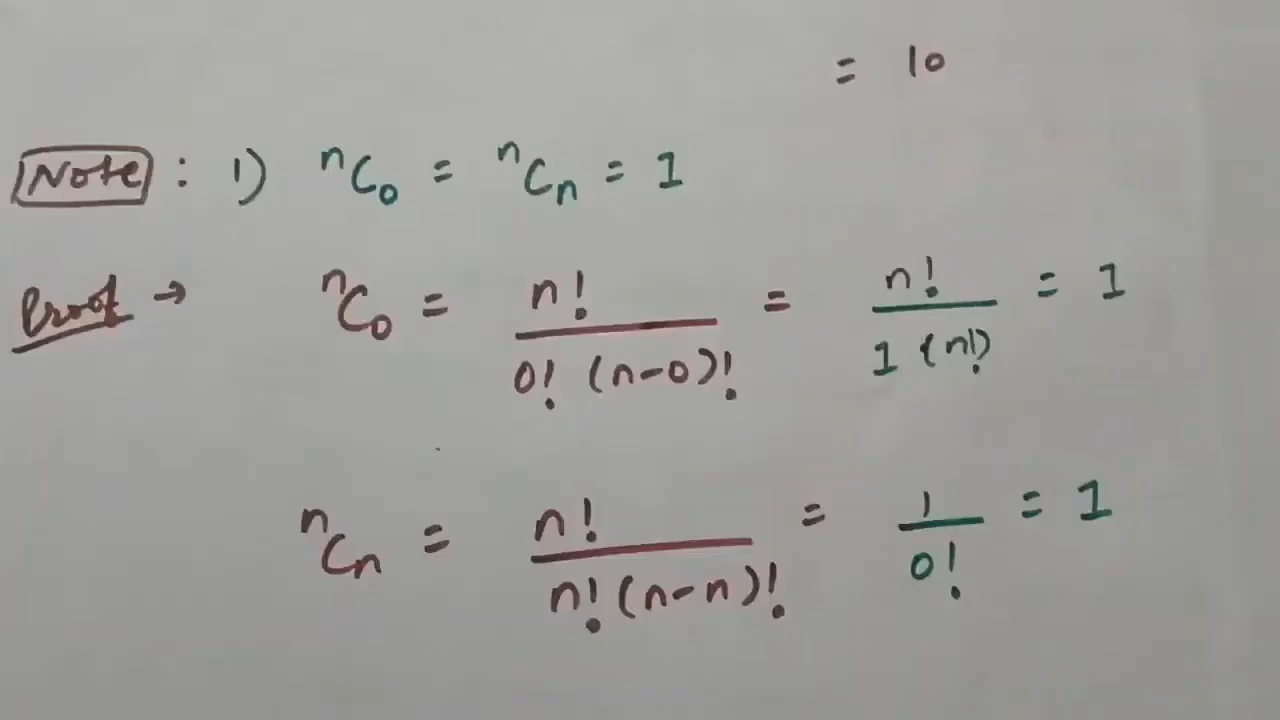 = 10
Note : 1) ⁿC₀ = ⁿCₙ = 1
Proof → ⁿC₀ = n! / 0! (n-0)! = n! / 1 (n!) = 1
ⁿCₙ = n! / n! (n-n)! = 1 / 0! = 1